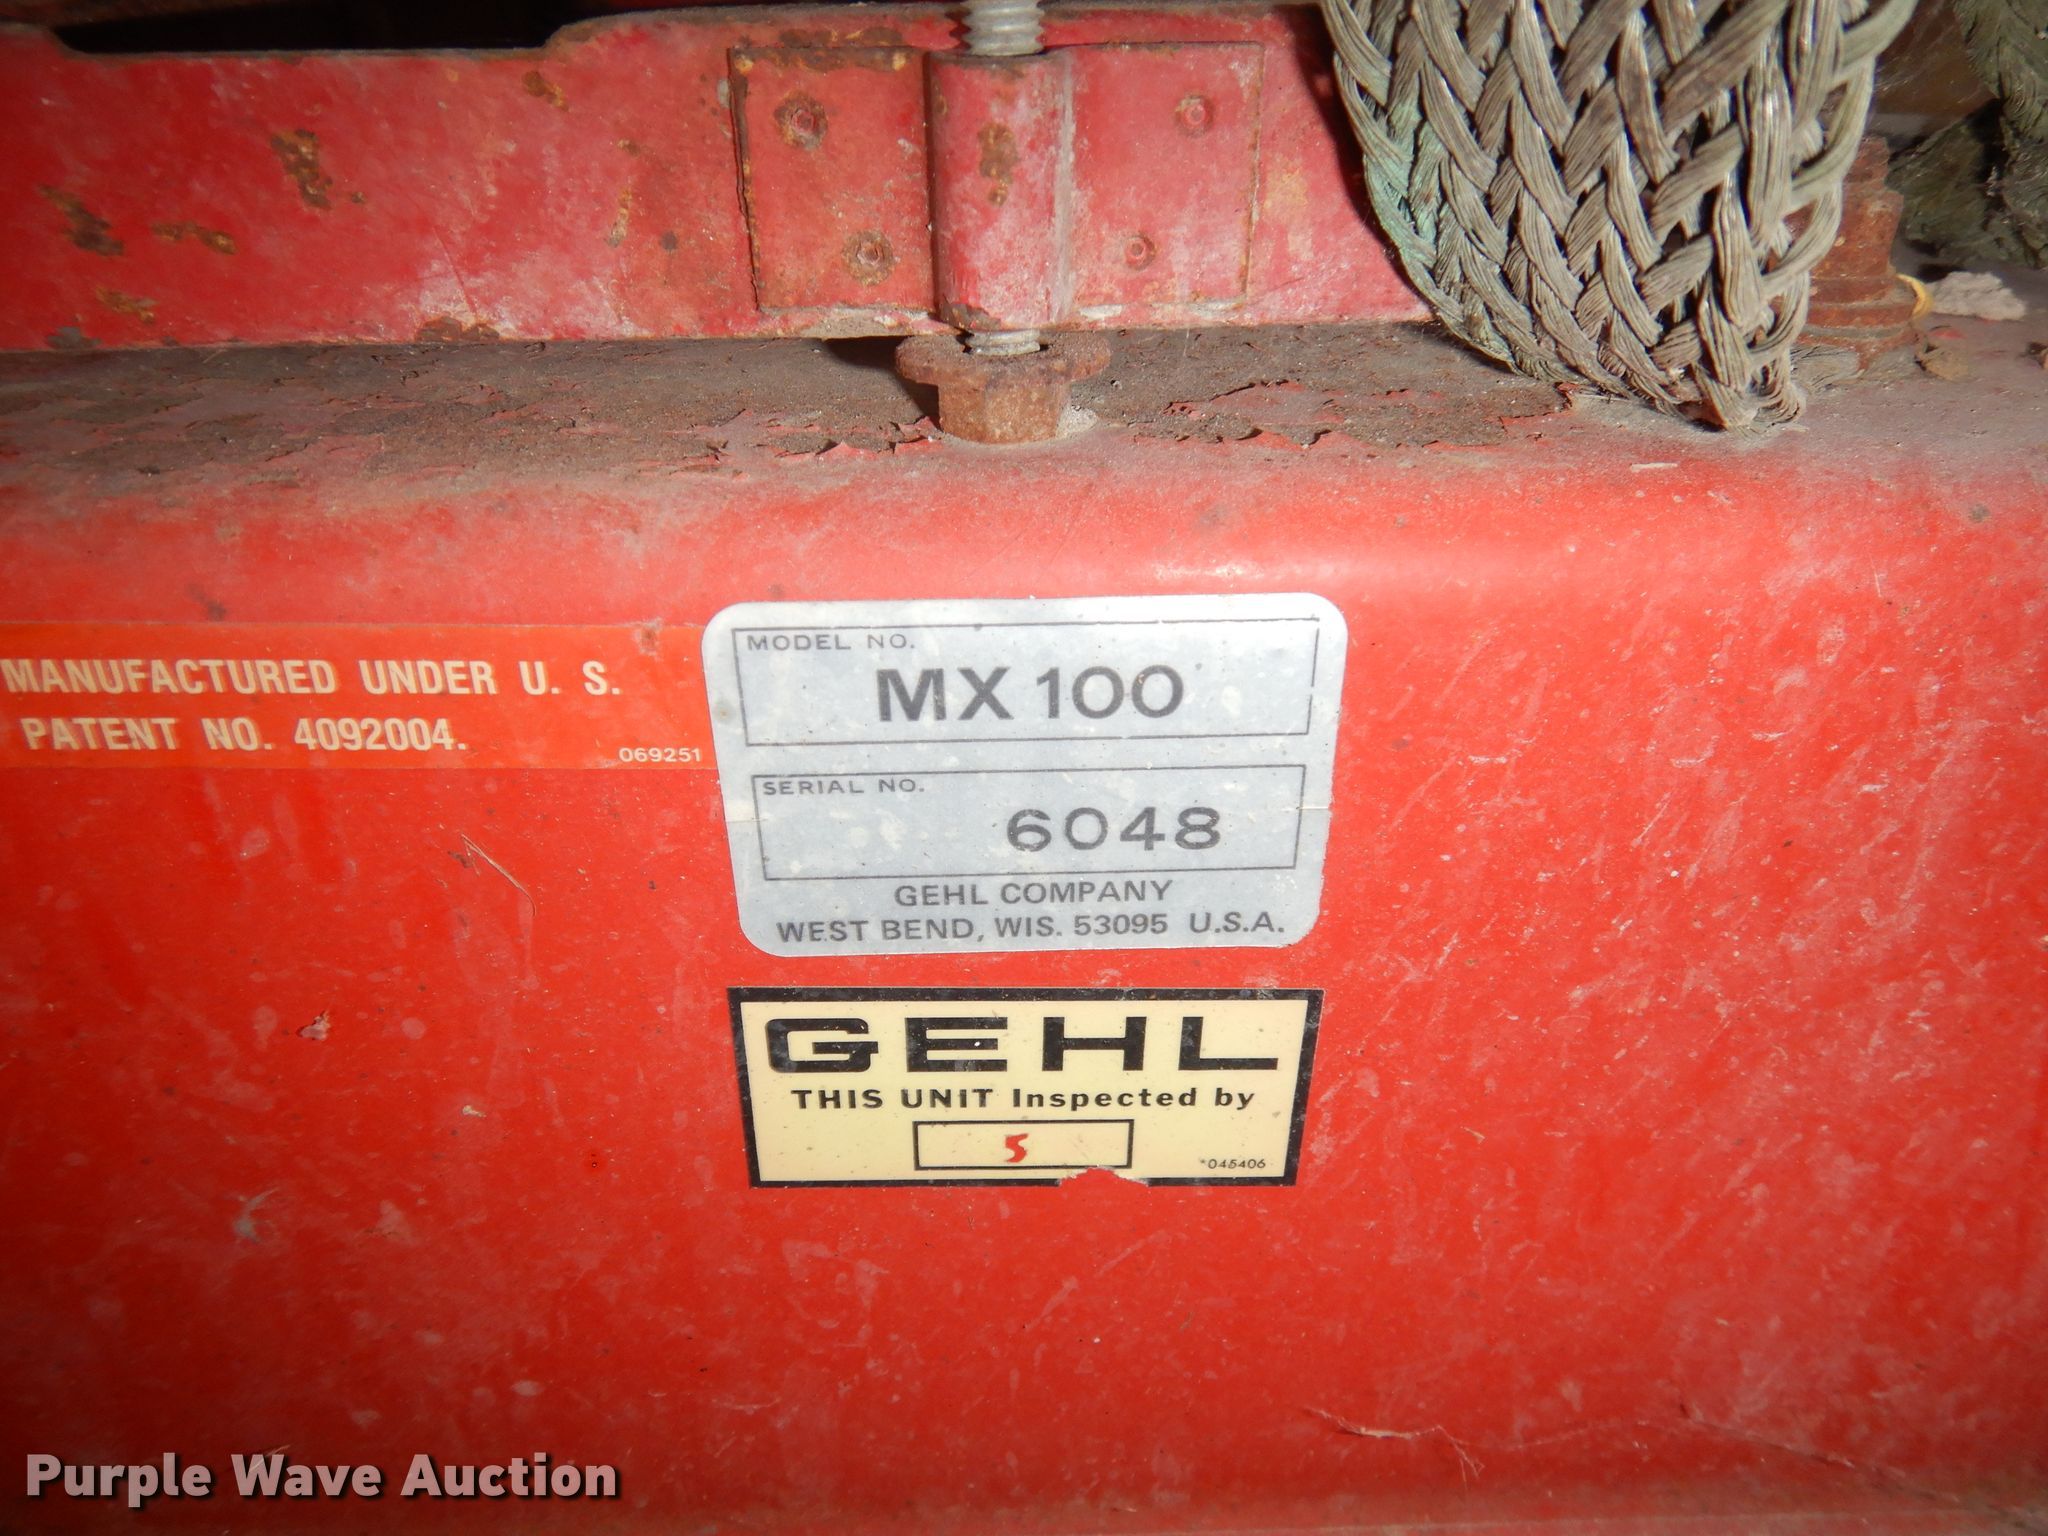 MANUFACTURED UNDER U. S.
PATENT NO. 4092004.
069251
MODEL NO.
MX 100
SERIAL NO.
6048
GEHL COMPANY
WEST BEND, WIS. 53095 U.S.A.
GEHL
THIS UNIT Inspected by
5
*045406
Purple Wave Auction